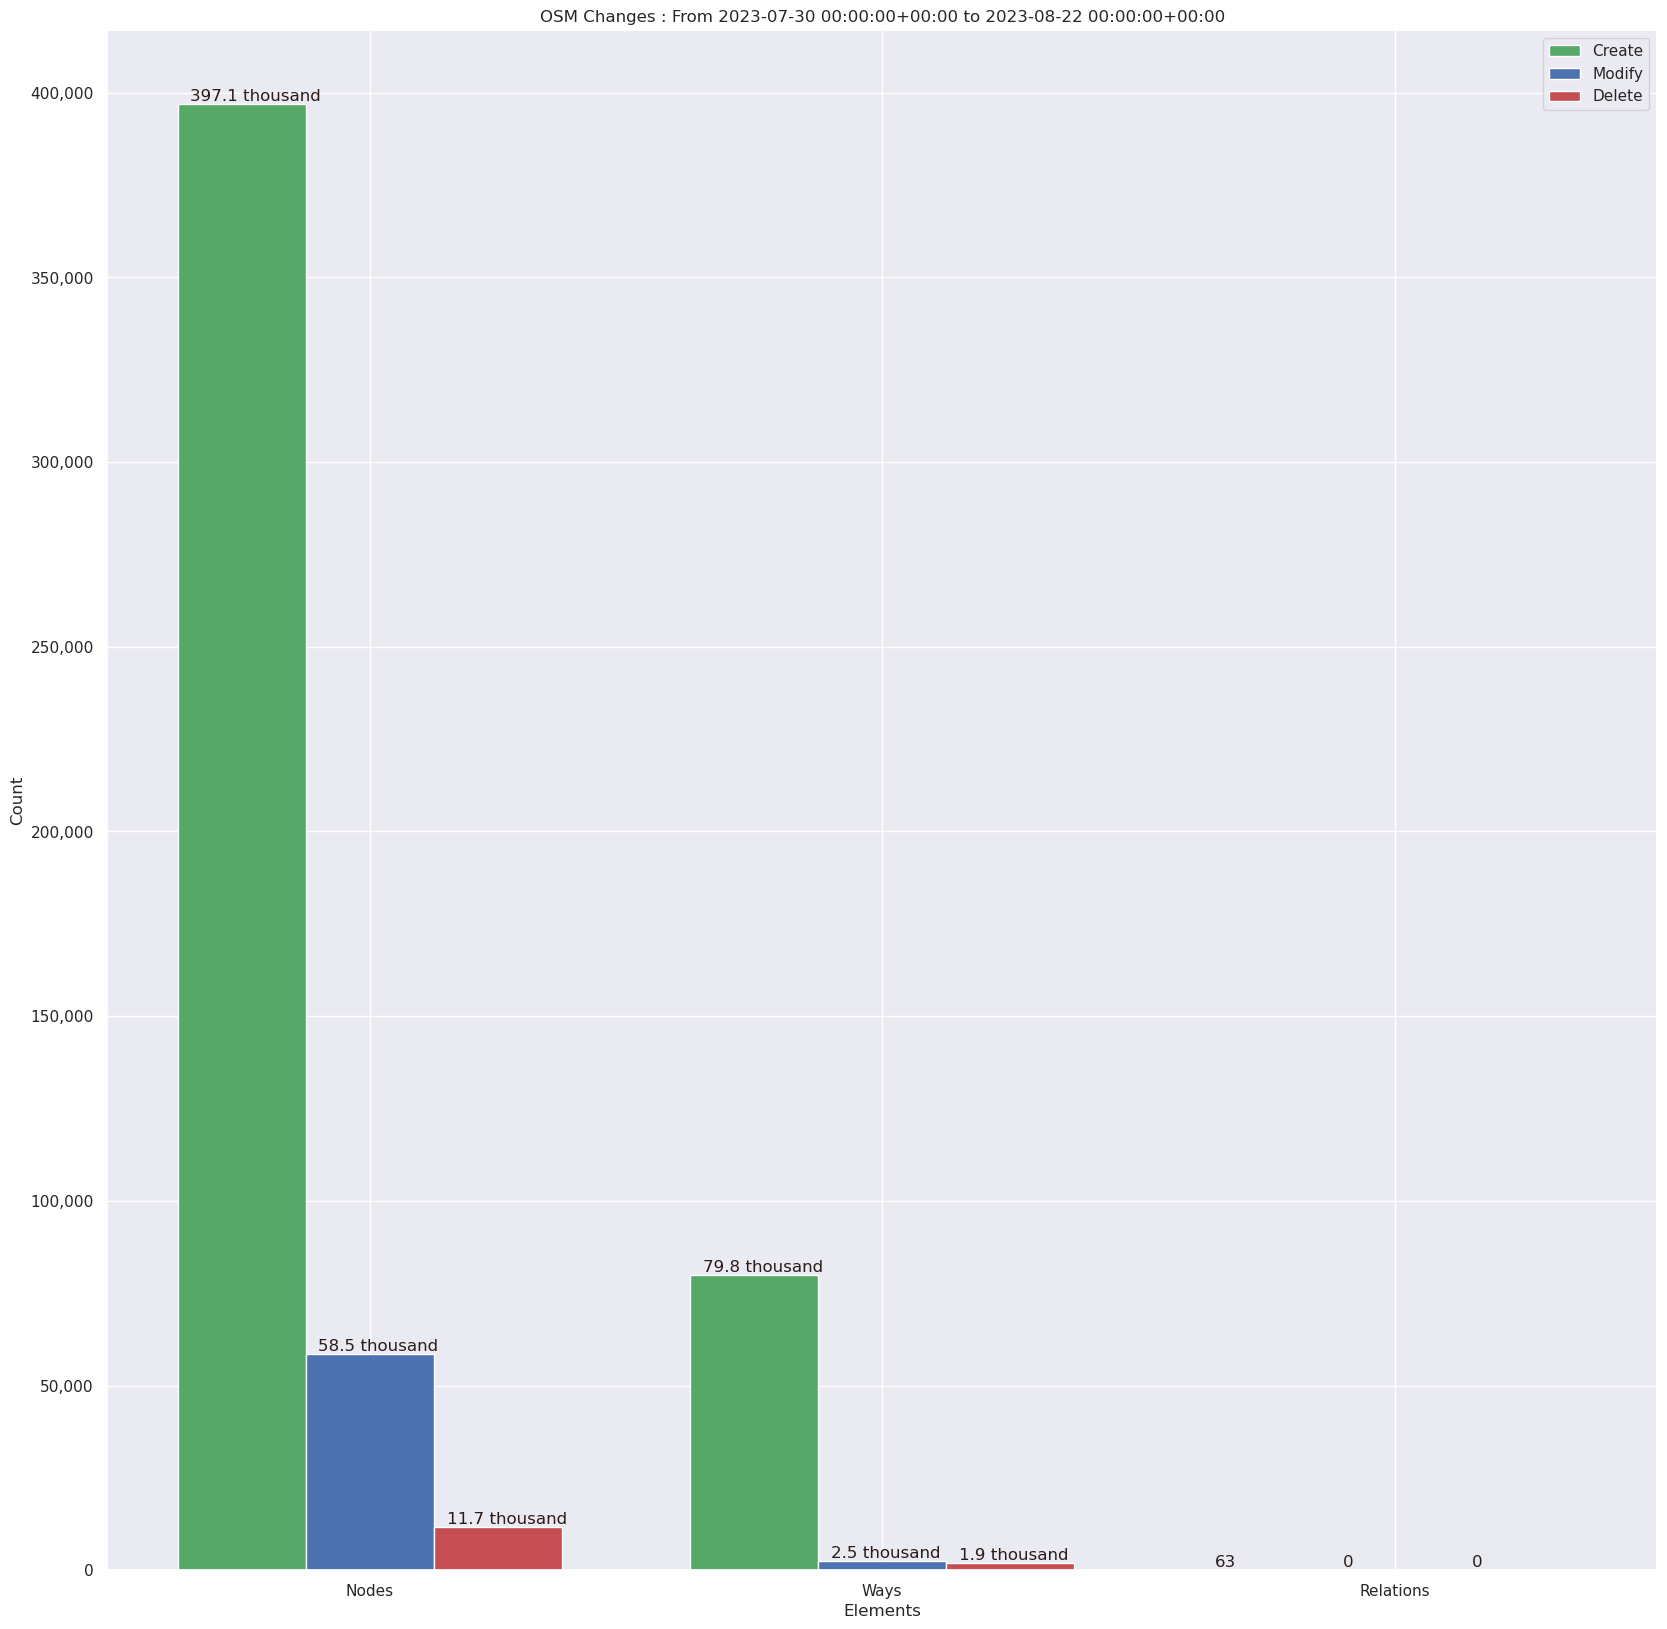 OSM Changes : From 2023-07-30 00:00:00+00:00 to 2023-08-22 00:00:00+00:00
Create
Modify
Delete
400,000
350,000
300,000
250,000
200,000
150,000
100,000
50,000
0
Count
397.1 thousand
58.5 thousand
11.7 thousand
79.8 thousand
2.5 thousand
1.9 thousand
63
0
0
Nodes
Ways
Relations
Elements